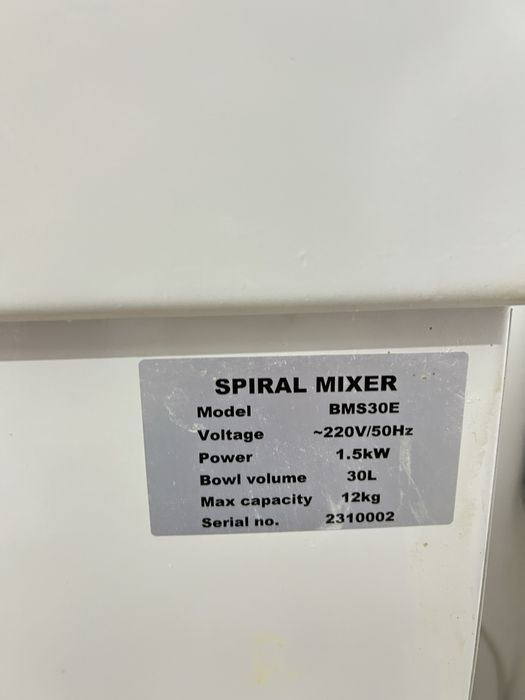 SPIRAL MIXER
Model BMS30E
Voltage ~220V/50Hz
Power 1.5kW
Bowl volume 30L
Max capacity 12kg
Serial no. 2310002